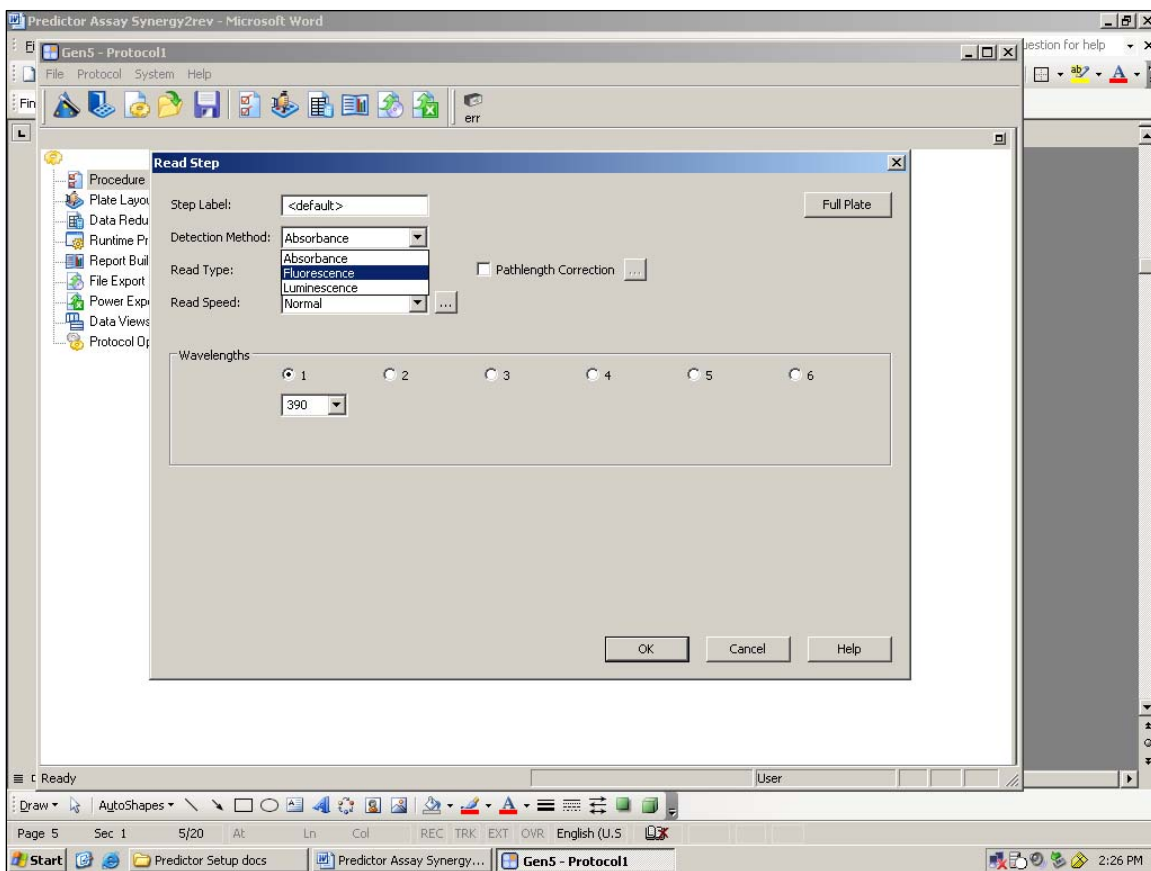 Predictor Assay Synergy2rev - Microsoft Word
uestion for help
Gen5 - Protocol1
File Protocol System Help
Fin
err
Procedure
Plate Layou
Data Redu
Runtime Pr
Report Buil
File Export
Power Expo
Data Views
Protocol Op
Read Step
Step Label: <default> Full Plate
Detection Method: Absorbance
Absorbance
Read Type: Fluorescence Pathlength Correction ...
Luminescence
Read Speed: Normal ...
Wavelengths
1 2 3 4 5 6
390
OK Cancel Help
Ready User
Draw AutoShapes
Page 5 Sec 1 5/20 At Ln Col REC TRK EXT OVR English (U.S
Start Predictor Setup docs Predictor Assay Synergy... Gen5 - Protocol1 2:26 PM